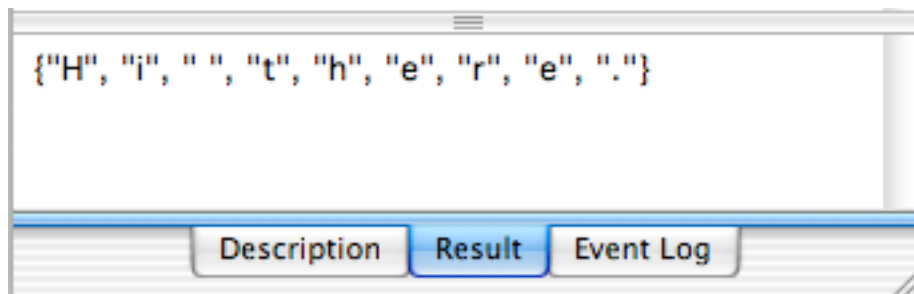 {"H", "i", " ", "t", "h", "e", "r", "e", "."}
Description Result Event Log